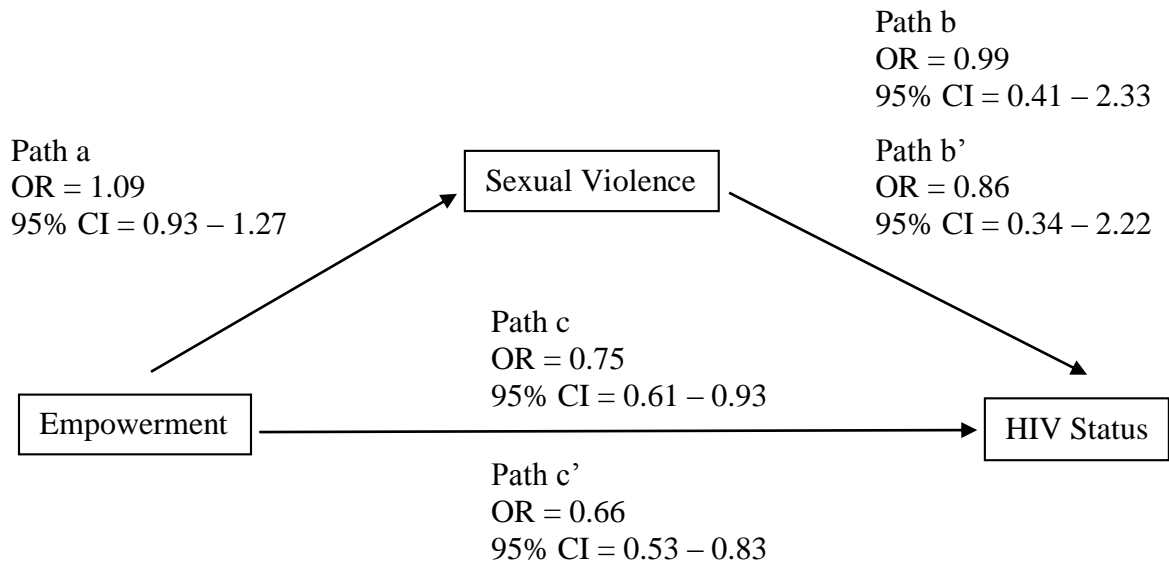 Path b
OR = 0.99
95% CI = 0.41 – 2.33
Path b’
OR = 0.86
95% CI = 0.34 – 2.22
Path a
OR = 1.09
95% CI = 0.93 – 1.27
Sexual Violence
Path c
OR = 0.75
95% CI = 0.61 – 0.93
Empowerment
HIV Status
Path c’
OR = 0.66
95% CI = 0.53 – 0.83